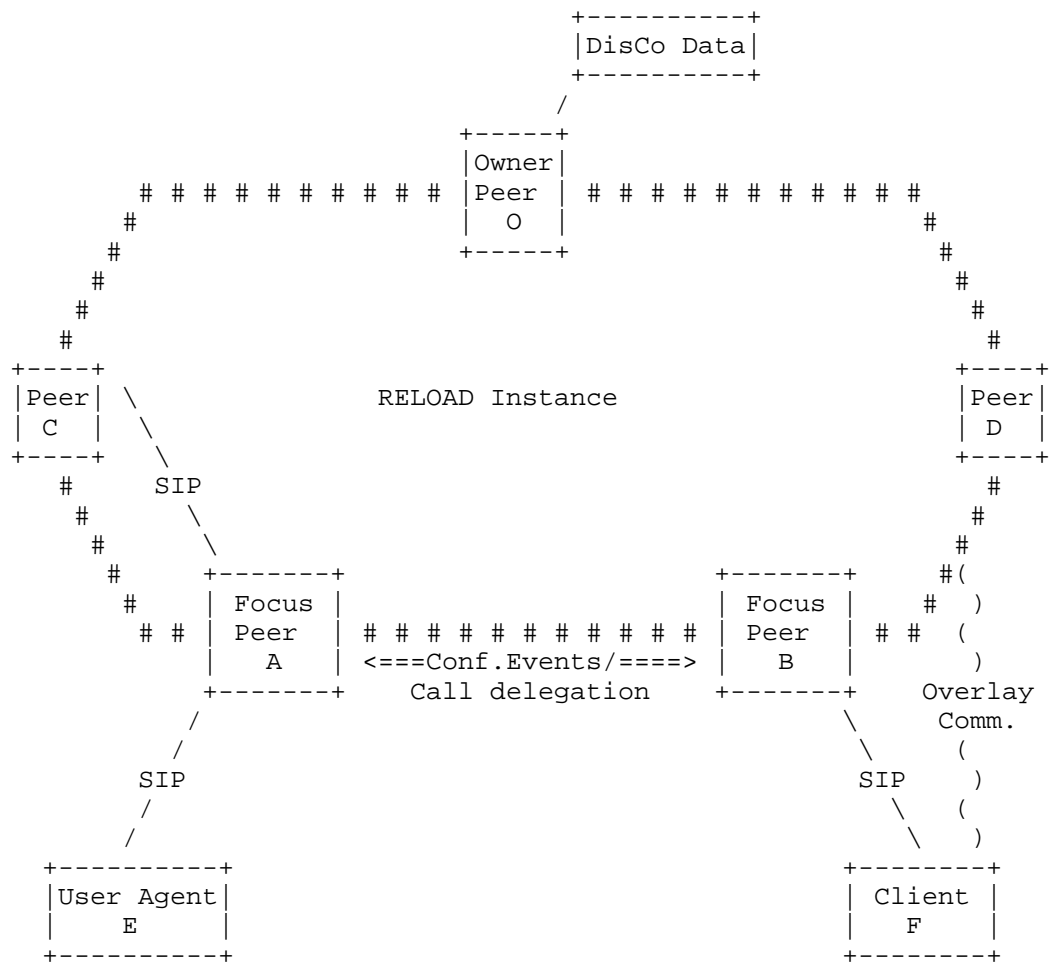 DisCo Data
Owner
Peer
O
Peer
C
RELOAD Instance
Peer
D
SIP
Focus
Peer
A
Focus
Peer
B
<===Conf.Events/====>
Call delegation
Overlay
Comm.
SIP
SIP
User Agent
E
Client
F